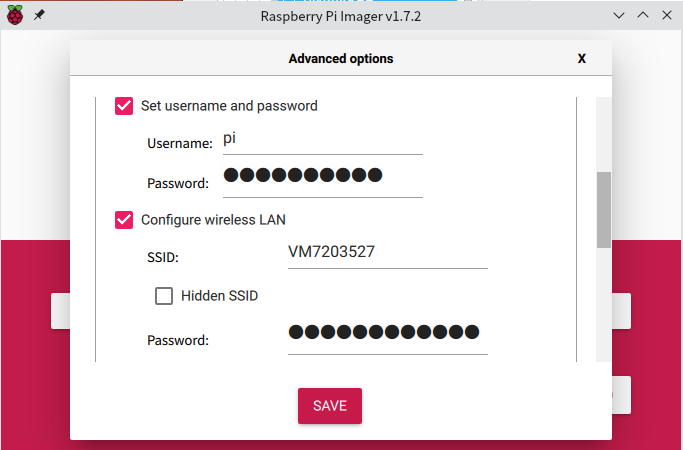 Raspberry Pi Imager v1.7.2
Advanced options
X
Set username and password
Username: pi
Password: ●●●●●●●●●●
Configure wireless LAN
SSID: VM7203527
Hidden SSID
Password: ●●●●●●●●●●●●
SAVE